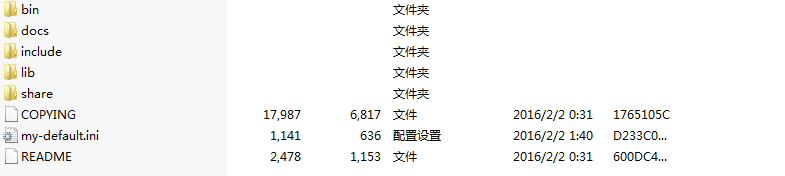 bin 文件夹
docs 文件夹
include 文件夹
lib 文件夹
share 文件夹
COPYING 17,987 6,817 文件 2016/2/2 0:31 1765105C
my-default.ini 1,141 636 配置设置 2016/2/2 1:40 D233C0...
README 2,478 1,153 文件 2016/2/2 0:31 600DC4...